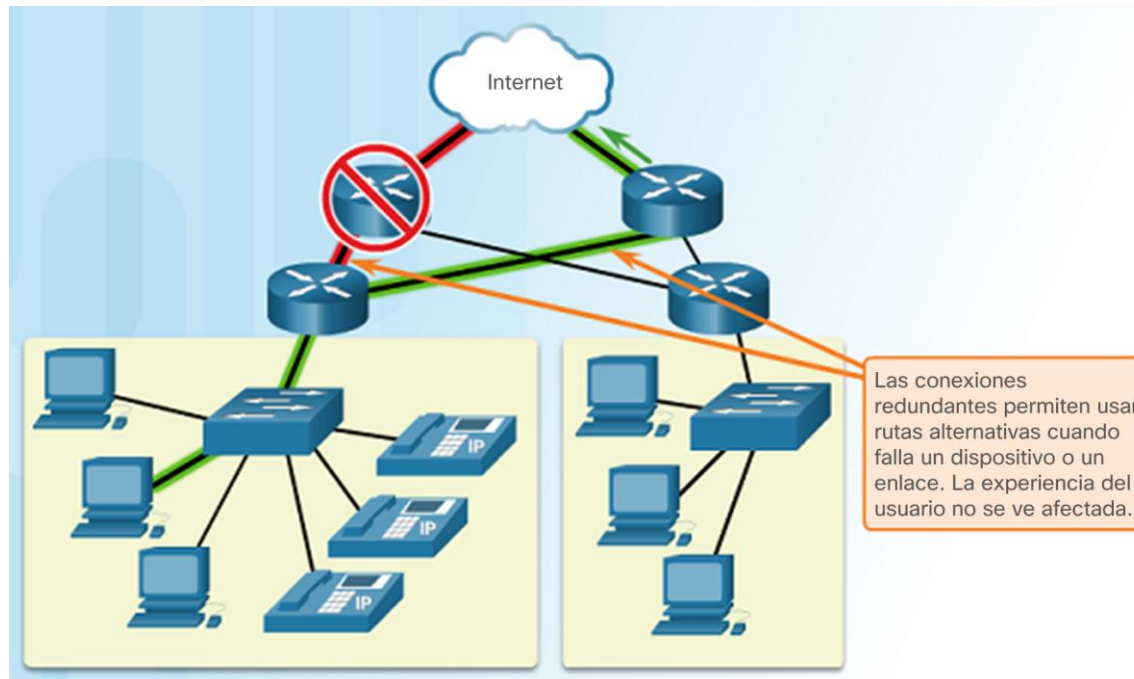 Internet
IP
IP
IP
Las conexiones
redundantes permiten usar
rutas alternativas cuando
falla un dispositivo o un
enlace. La experiencia del
usuario no se ve afectada.